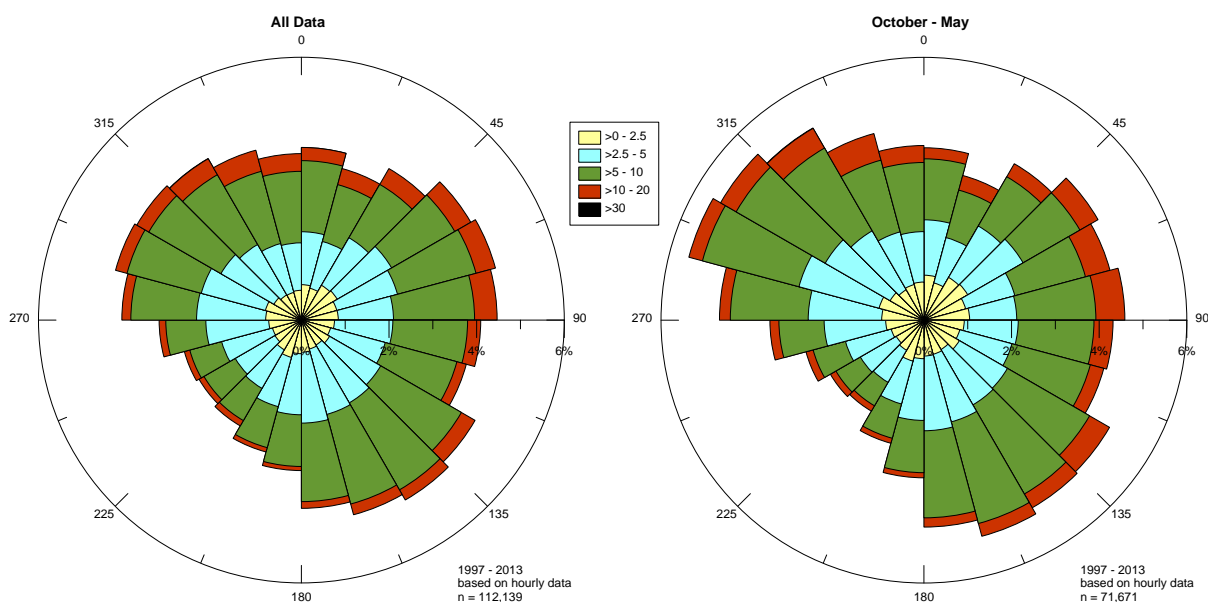 All Data
0
45
90
135
180
225
270
315
0%
2%
4%
6%
1997 - 2013
based on hourly data
n = 112,139
>0 - 2.5
>2.5 - 5
>5 - 10
>10 - 20
>30
October - May
0
45
90
135
180
225
270
315
0%
2%
4%
6%
1997 - 2013
based on hourly data
n = 71,671